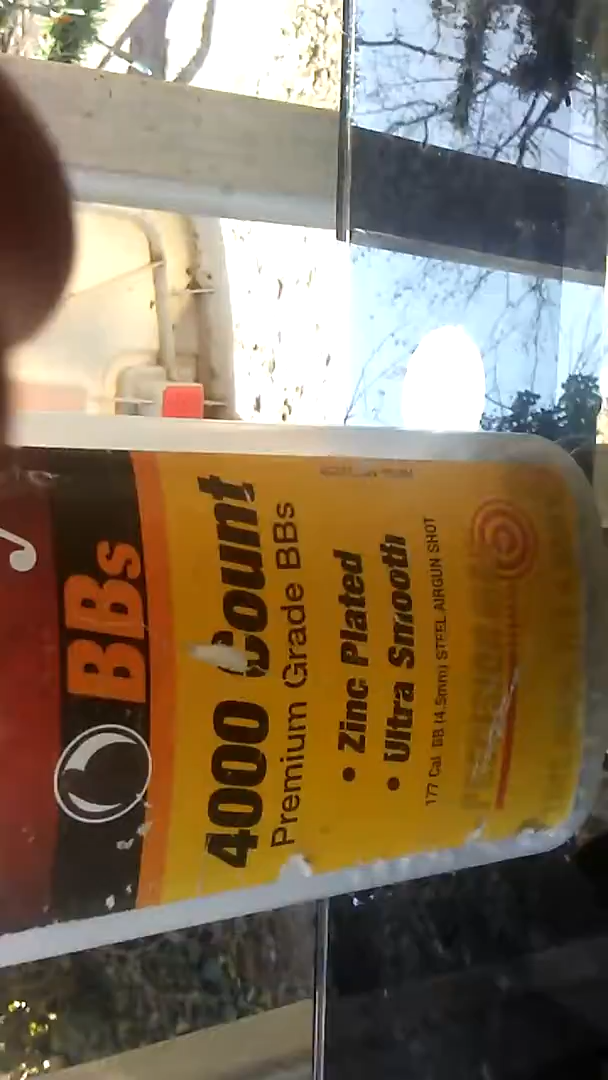 BBs
4000 Count
Premium Grade BBs
• Zinc Plated
• Ultra Smooth
177 Cal. BB (4.5mm) STEEL AIRGUN SHOT